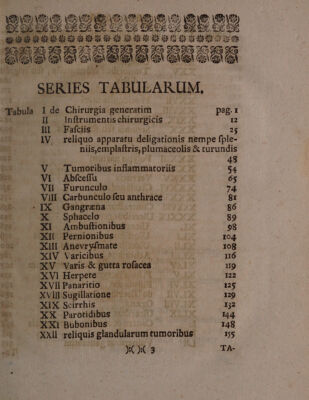 SERIES TABULARUM.
Tabula I de Chirurgia generatim pag. 1
II Instrumentis chirurgicis 12
III Fasciis 25
IV reliquo apparatu deligationis nempe sple-
niis, emplastris, plumaceolis & turundis
48
V Tumoribus inflammatoriis 54
VI Abscessu 65
VII Furunculo 74
VIII Carbunculo seu anthrace 81
IX Gangræna 86
X Sphacelo 89
XI Ambustionibus 98
XII Pernionibus 104
XIII Anevrysmate 108
XIV Varicibus 116
XV Varis & gutta rosacea 119
XVI Herpete 122
XVII Panaritio 125
XVIII Sugillatione 129
XIX Scirrhis 132
XX Parotidibus 144
XXI Bubonibus 148
XXII reliquis glandularum tumoribus 155
)( )( 3 TA-